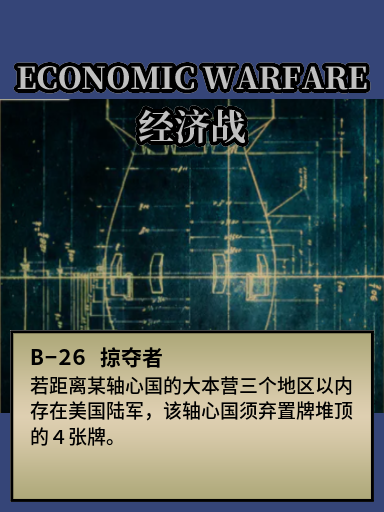 ECONOMIC WARFARE
经济战
B-26 掠夺者
若距离某轴心国的大本营三个地区以内
存在美国陆军，该轴心国须弃置牌堆顶
的４张牌。